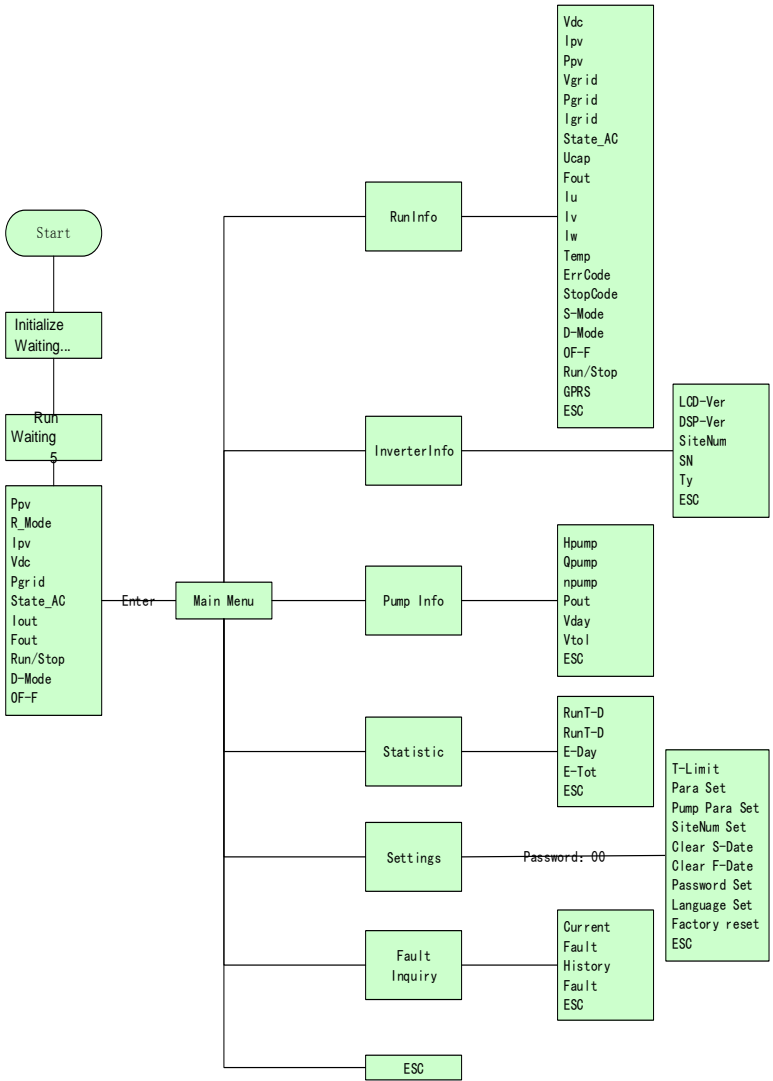 Start
Initialize
Waiting...
Run
Waiting
5
Ppv
R_Mode
Ipv
Vdc
Pgrid
State_AC
Iout
Fout
Run/Stop
D-Mode
OF-F
Enter
Main Menu
RunInfo
Vdc
Ipv
Ppv
Vgrid
Pgrid
Igrid
State_AC
Ucap
Fout
Iu
Iv
Iw
Temp
ErrCode
StopCode
S-Mode
D-Mode
OF-F
Run/Stop
GPRS
ESC
InverterInfo
LCD-Ver
DSP-Ver
SiteNum
SN
Ty
ESC
Pump Info
Hpump
Qpump
npump
Pout
Vday
Vtol
ESC
Statistic
RunT-D
RunT-D
E-Day
E-Tot
ESC
Settings
Password: 00
T-Limit
Para Set
Pump Para Set
SiteNum Set
Clear S-Date
Clear F-Date
Password Set
Language Set
Factory reset
ESC
Fault
Inquiry
Current
Fault
History
Fault
ESC
ESC